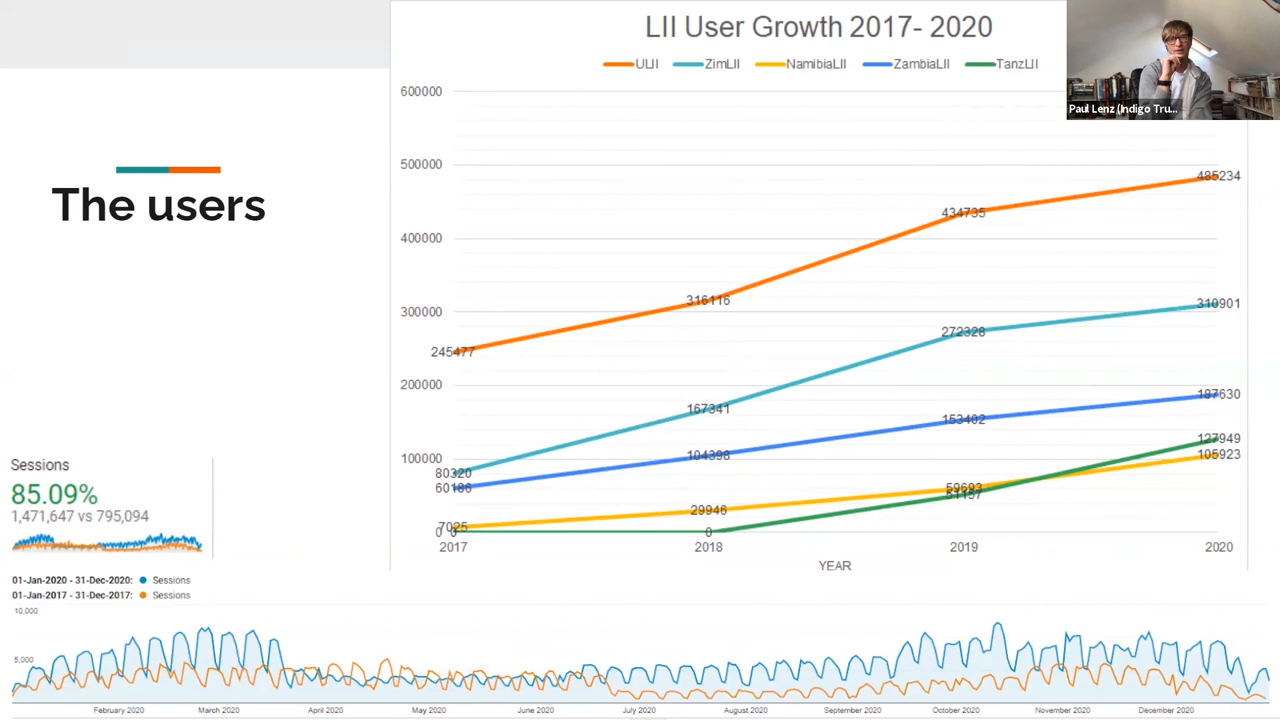 LII User Growth 2017- 2020
ULII ZimLII NamibiaLII ZambiaLII TanzLII
Paul Lenz (Indigo Tru...
The users
600000
500000
400000
300000
200000
100000
0
245477
316116
434735
485234
80320
167341
272328
310901
60186
104398
153402
187630
7025
29946
59693
105923
0
0
51157
127949
2017 2018 2019 2020
YEAR
Sessions
85.09%
1,471,647 vs 795,094
01-Jan-2020 - 31-Dec-2020: Sessions
01-Jan-2017 - 31-Dec-2017: Sessions
10,000
5,000
February 2020 March 2020 April 2020 May 2020 June 2020 July 2020 August 2020 September 2020 October 2020 November 2020 December 2020